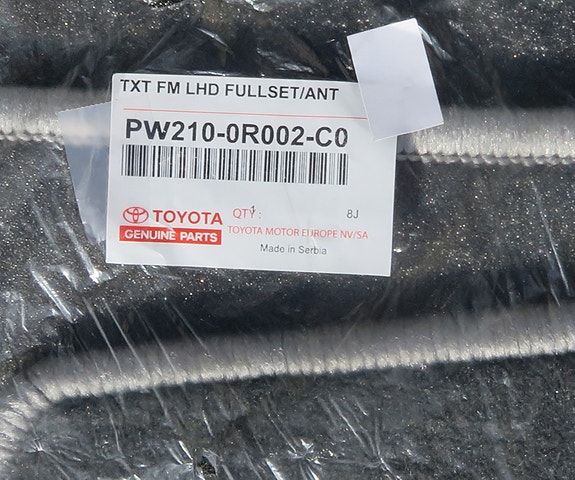 TXT FM LHD FULLSET/ANT
PW210-0R002-C0
TOYOTA
GENUINE PARTS
QTY : 1 8J
TOYOTA MOTOR EUROPE NV/SA
Made in Serbia